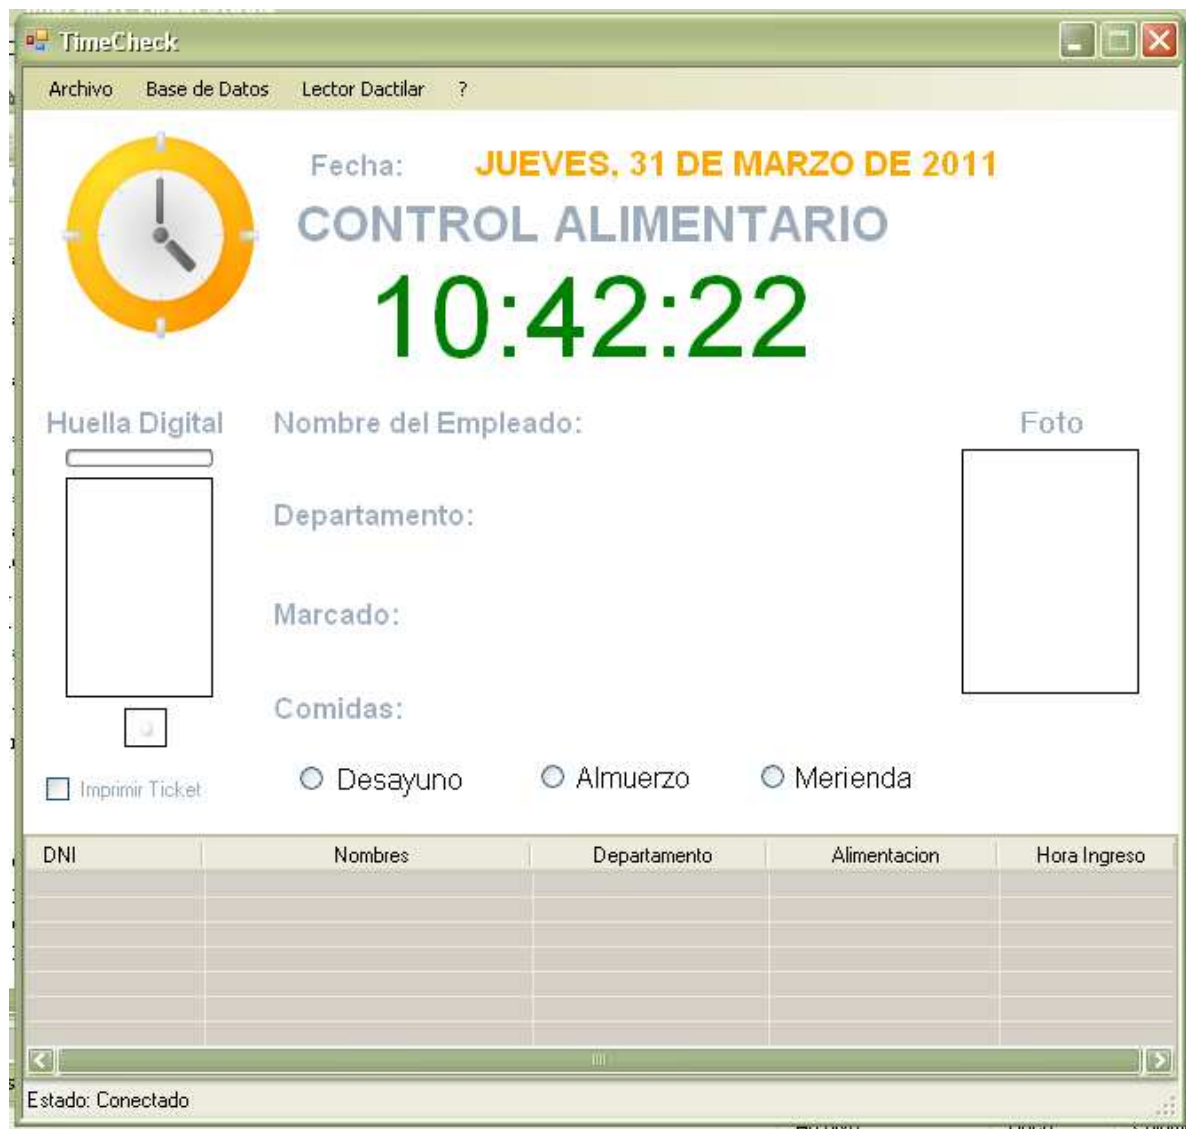 TimeCheck
Archivo Base de Datos Lector Dactilar ?
Fecha: JUEVES, 31 DE MARZO DE 2011
CONTROL ALIMENTARIO
10:42:22
Huella Digital Nombre del Empleado: Foto
Departamento:
Marcado:
Comidas:
Imprimir Ticket Desayuno Almuerzo Merienda
DNI Nombres Departamento Alimentacion Hora Ingreso
Estado: Conectado